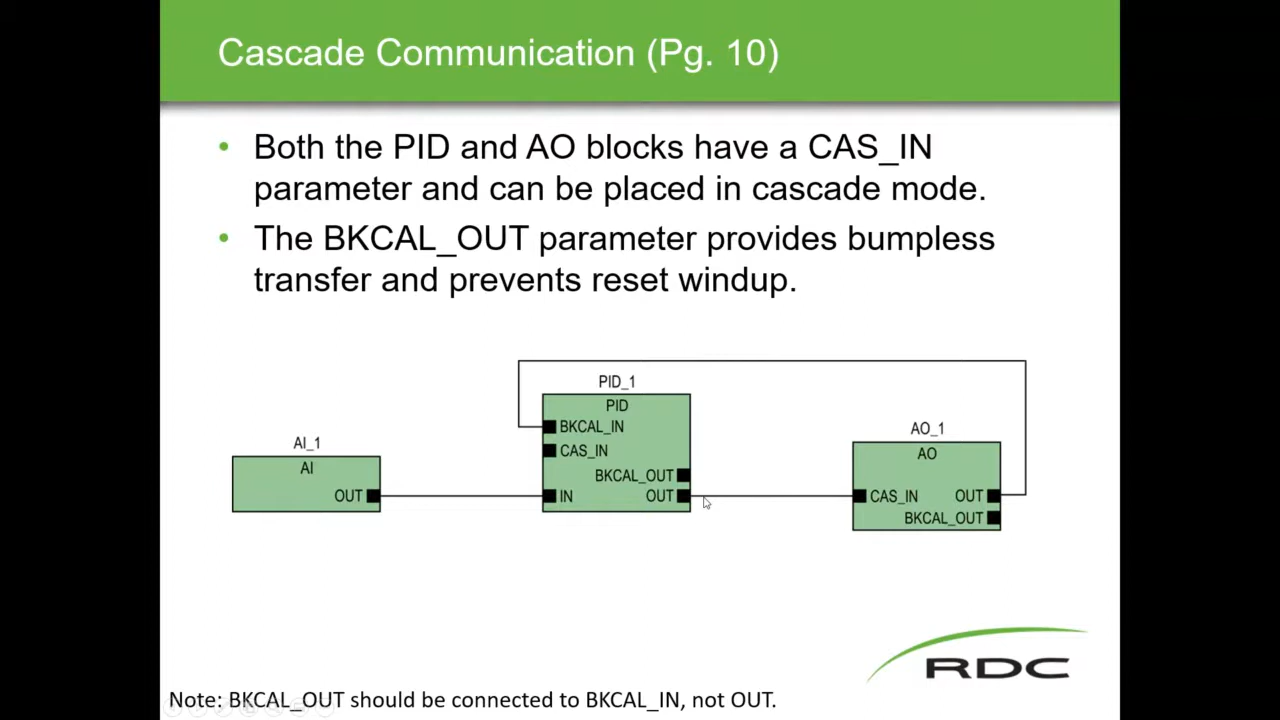 Cascade Communication (Pg. 10)
• Both the PID and AO blocks have a CAS_IN
parameter and can be placed in cascade mode.
• The BKCAL_OUT parameter provides bumpless
transfer and prevents reset windup.
AI_1
AI
OUT
PID_1
PID
BKCAL_IN
CAS_IN
BKCAL_OUT
IN OUT
AO_1
AO
CAS_IN OUT
BKCAL_OUT
RDC
Note: BKCAL_OUT should be connected to BKCAL_IN, not OUT.